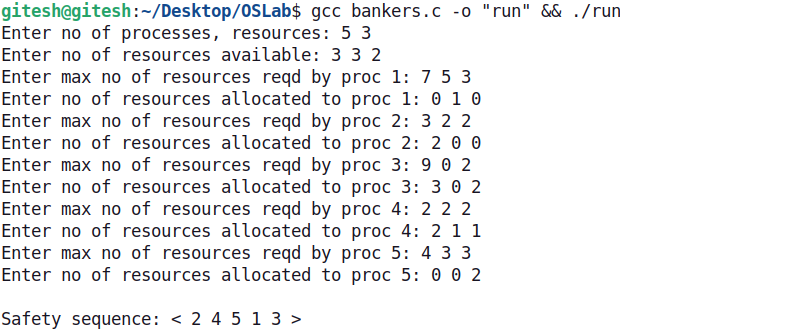 gitesh@gitesh:~/Desktop/OSLab$ gcc bankers.c -o "run" && ./run
Enter no of processes, resources: 5 3
Enter no of resources available: 3 3 2
Enter max no of resources reqd by proc 1: 7 5 3
Enter no of resources allocated to proc 1: 0 1 0
Enter max no of resources reqd by proc 2: 3 2 2
Enter no of resources allocated to proc 2: 2 0 0
Enter max no of resources reqd by proc 3: 9 0 2
Enter no of resources allocated to proc 3: 3 0 2
Enter max no of resources reqd by proc 4: 2 2 2
Enter no of resources allocated to proc 4: 2 1 1
Enter max no of resources reqd by proc 5: 4 3 3
Enter no of resources allocated to proc 5: 0 0 2
Safety sequence: < 2 4 5 1 3 >